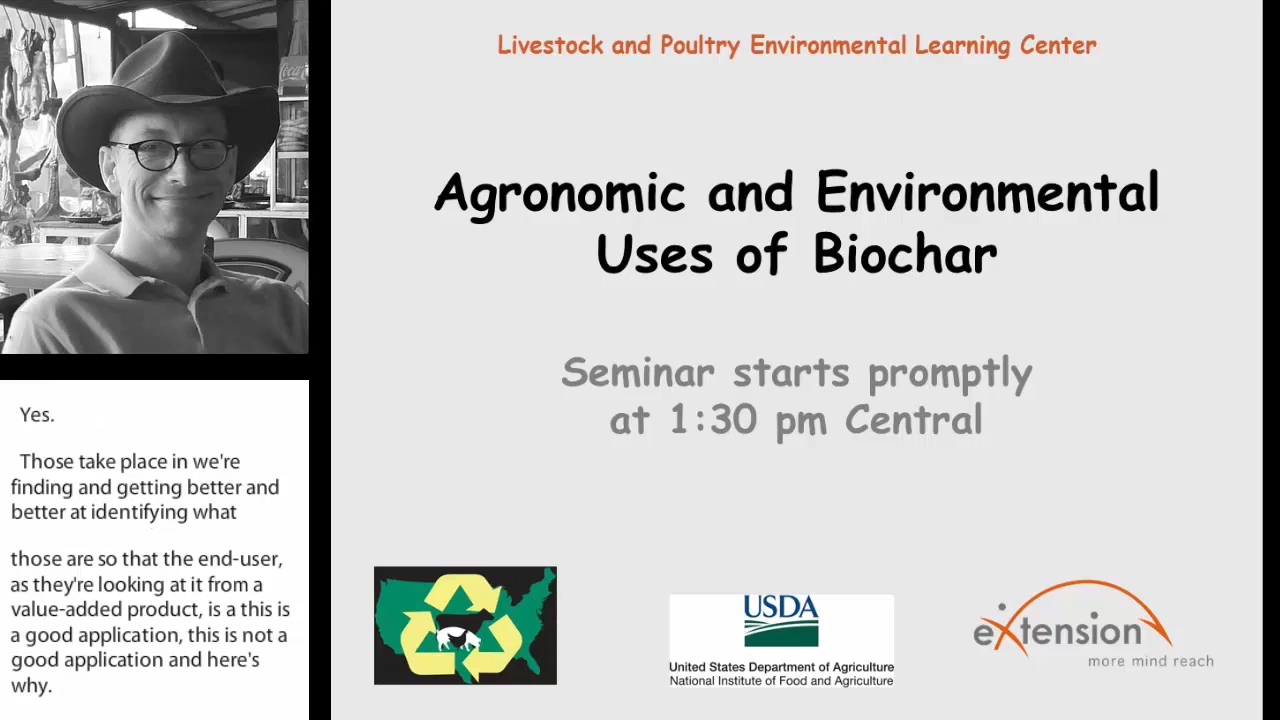 Livestock and Poultry Environmental Learning Center
Agronomic and Environmental
Uses of Biochar
Seminar starts promptly
at 1:30 pm Central
Yes.
Those take place in we're
finding and getting better and
better at identifying what
those are so that the end-user,
as they're looking at it from a
value-added product, is a this is
a good application, this is not a
good application and here's
why.
USDA
United States Department of Agriculture
National Institute of Food and Agriculture
eXtension
more mind reach